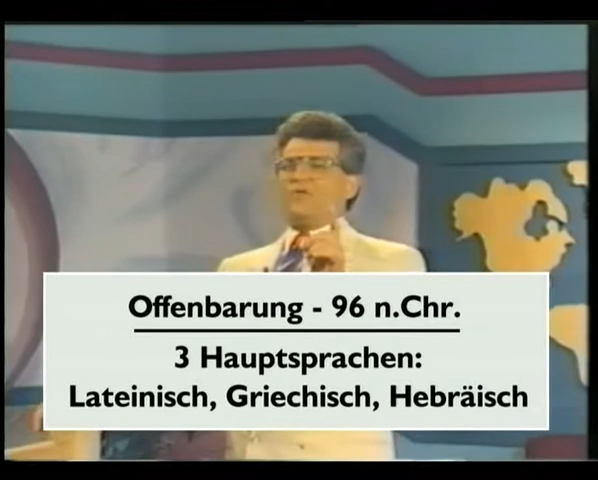 Offenbarung - 96 n.Chr.
3 Hauptsprachen:
Lateinisch, Griechisch, Hebräisch